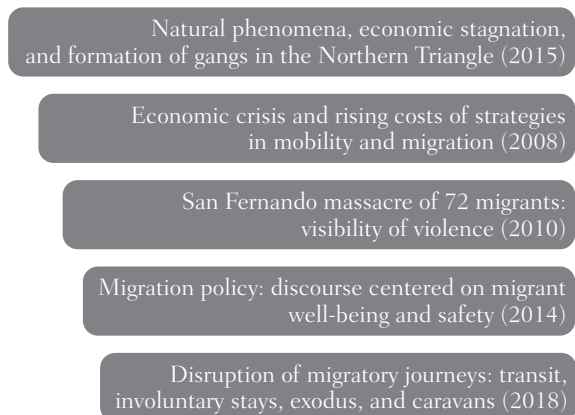 Natural phenomena, economic stagnation,
and formation of gangs in the Northern Triangle (2015)
Economic crisis and rising costs of strategies
in mobility and migration (2008)
San Fernando massacre of 72 migrants:
visibility of violence (2010)
Migration policy: discourse centered on migrant
well-being and safety (2014)
Disruption of migratory journeys: transit,
involuntary stays, exodus, and caravans (2018)